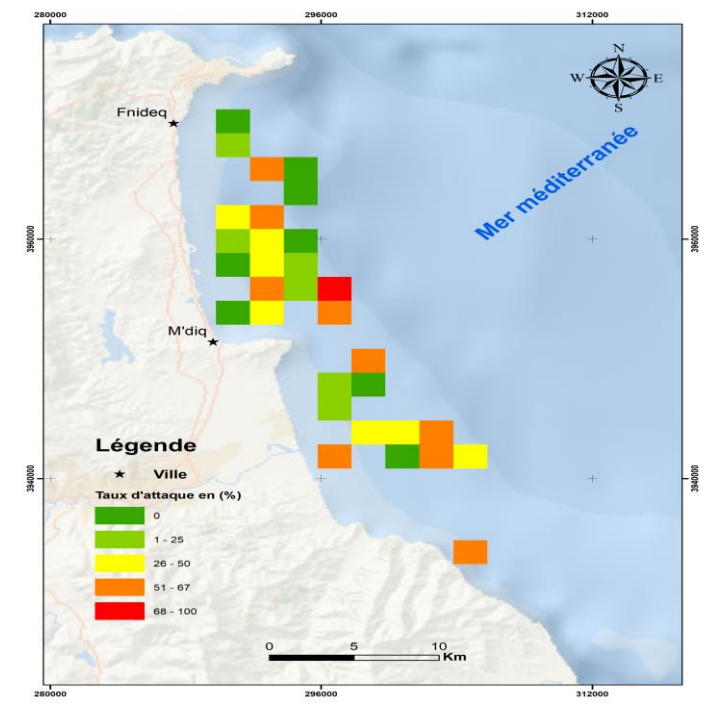 280000
296000
312000
N
W E
S
Fnideq
Mer méditerranée
3960000
3960000
M'diq
Légende
Ville
Taux d'attaque en (%)
0
1 - 25
26 - 50
51 - 67
68 - 100
3940000
3940000
0 5 10
Km
280000
296000
312000